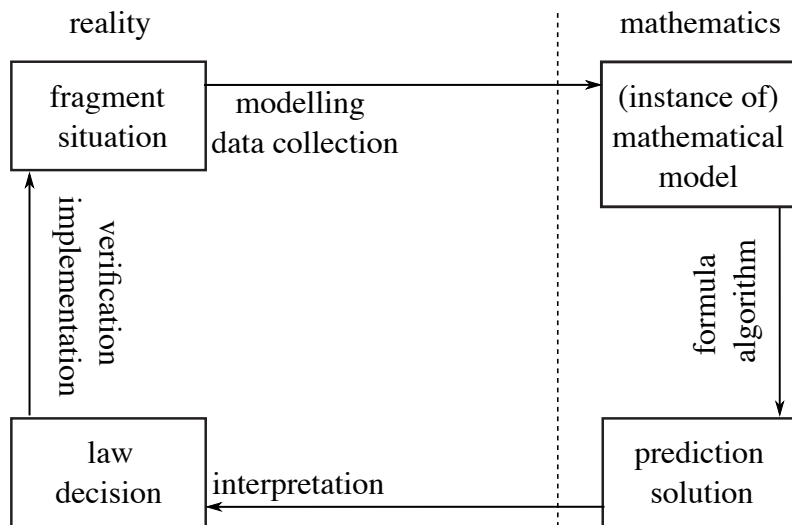 reality
mathematics
fragment
situation
modelling
data collection
(instance of)
mathematical
model
verification
implementation
formula
algorithm
law
decision
interpretation
prediction
solution